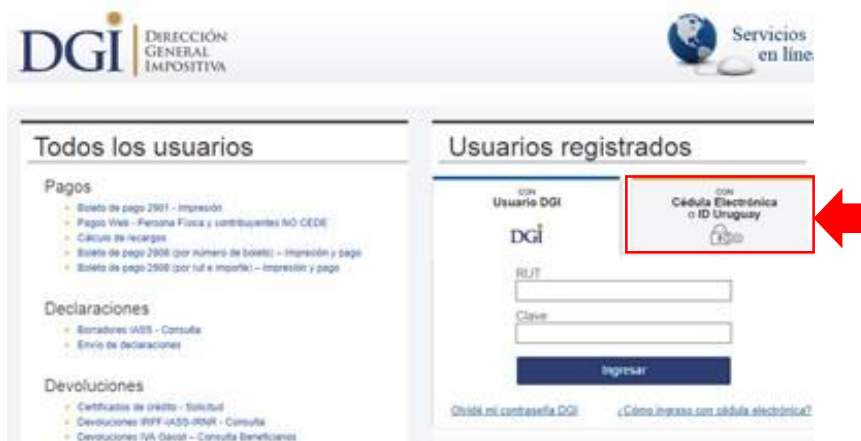 DGI
DIRECCIÓN
GENERAL
IMPOSITIVA
Servicios
en líne
Todos los usuarios
Pagos
Boleto de pago 2901 - Impresión
Pagos Web - Persona Física y contribuyentes NO CEDE
Cálculo de recargos
Boleto de pago 2908 (por número de boleto) – Impresión y pago
Boleto de pago 2908 (por rut e importe) – Impresión y pago
Declaraciones
Borradores IASS - Consulta
Envío de declaraciones
Devoluciones
Certificados de crédito - Solicitud
Devoluciones IRPF-IASS-IRNR - Consulta
Devoluciones IVA Gasoil – Consulta Beneficiarios
Usuarios registrados
CON
Usuario DGI
DGI
CON
Cédula Electrónica
o ID Uruguay
RUT
Clave
Ingresar
Olvidé mi contraseña DGI
¿Cómo ingreso con cédula electrónica?